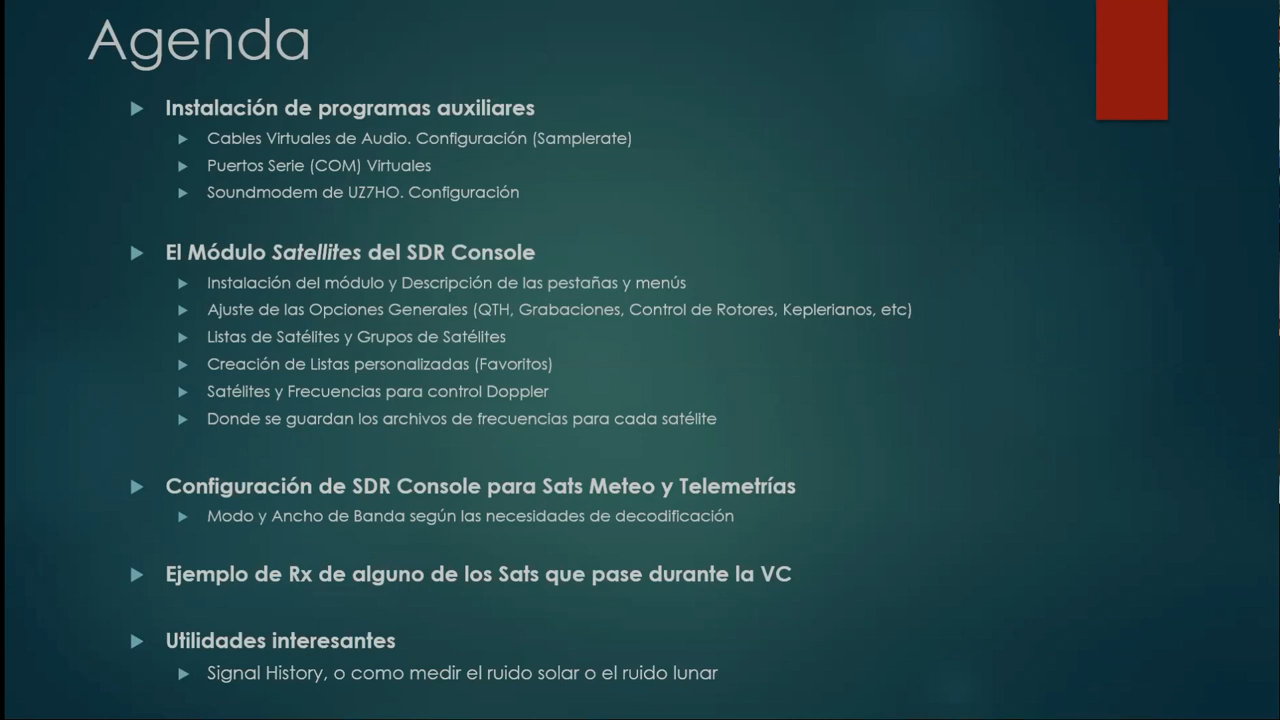 Agenda
Instalación de programas auxiliares
Cables Virtuales de Audio. Configuración (Samplerate)
Puertos Serie (COM) Virtuales
Soundmodem de UZ7HO. Configuración
El Módulo Satellites del SDR Console
Instalación del módulo y Descripción de las pestañas y menús
Ajuste de las Opciones Generales (QTH, Grabaciones, Control de Rotores, Keplerianos, etc)
Listas de Satélites y Grupos de Satélites
Creación de Listas personalizadas (Favoritos)
Satélites y Frecuencias para control Doppler
Donde se guardan los archivos de frecuencias para cada satélite
Configuración de SDR Console para Sats Meteo y Telemetrías
Modo y Ancho de Banda según las necesidades de decodificación
Ejemplo de Rx de alguno de los Sats que pase durante la VC
Utilidades interesantes
Signal History, o como medir el ruido solar o el ruido lunar